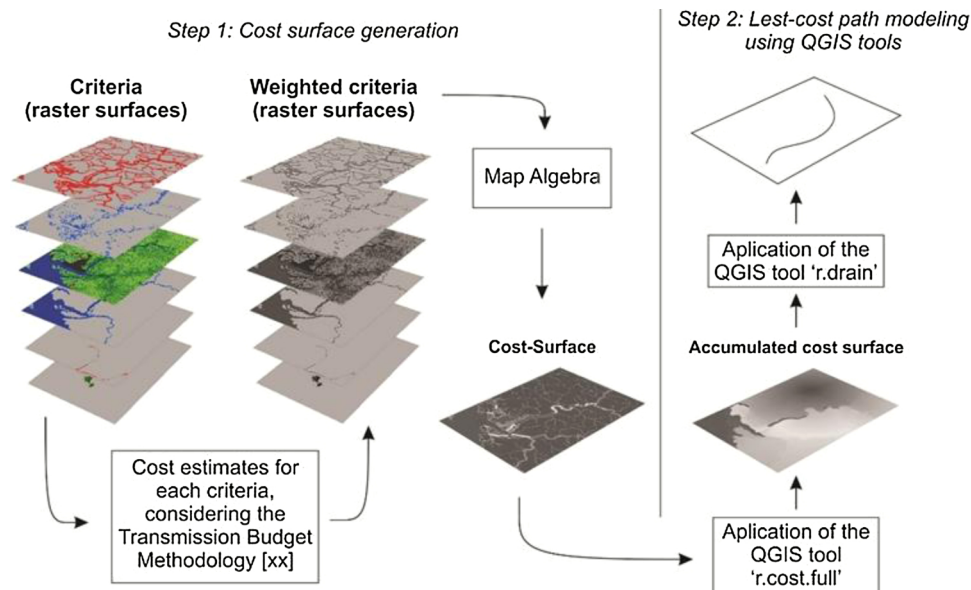 Step 1: Cost surface generation
Criteria
(raster surfaces)
Weighted criteria
(raster surfaces)
Map Algebra
Cost-Surface
Cost estimates for
each criteria,
considering the
Transmission Budget
Methodology [xx]
Step 2: Lest-cost path modeling
using QGIS tools
Aplication of the
QGIS tool 'r.drain'
Accumulated cost surface
Aplication of the
QGIS tool
'r.cost.full'